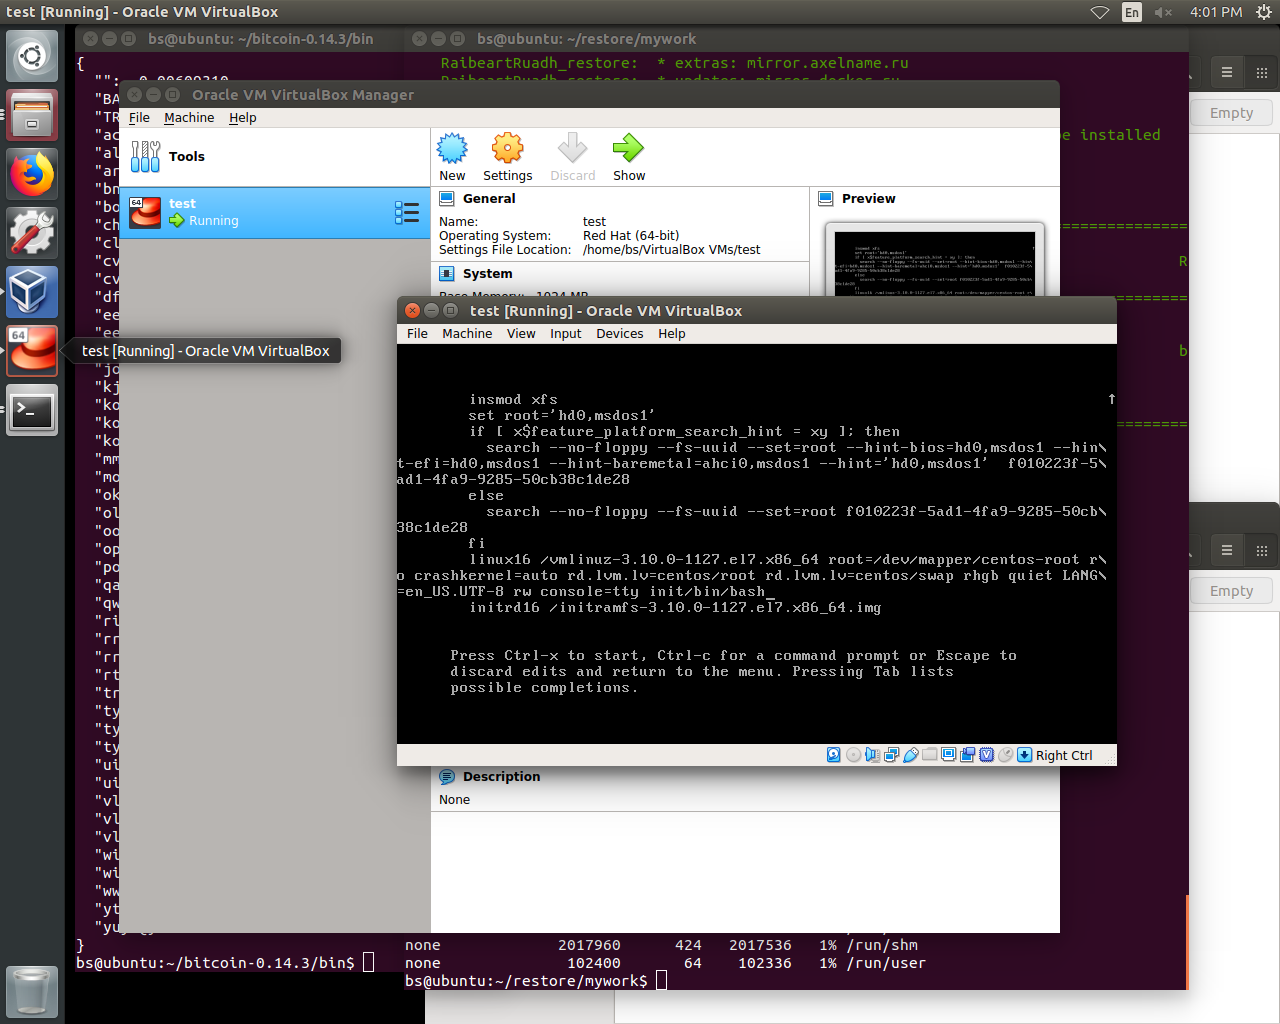 test [Running] - Oracle VM VirtualBox
En
4:01 PM
bs@ubuntu: ~/bitcoin-0.14.3/bin
bs@ubuntu: ~/restore/mywork
{
"BA
"TR
"ac
"al
"ar
"bn
"bo
"ch
"cl
"cv
"cv
"df
"ee
"ee
"jo
"kj
"ko
"ko
"ko
"mm
"mo
"ok
"ol
"oo
"op
"po
"qa
"qw
"ri
"rr
"rr
"rt
"tr
"ty
"ty
"ty
"ui
"ui
"vl
"vl
"vl
"wi
"wi
"ww
"yt
}
bs@ubuntu:~/bitcoin-0.14.3/bin$
RaibeartRuadh_restore:  * extras: mirror.axelname.ru
e installed
R
b
none 2017960 424 2017536 1% /run/shm
none 102400 64 102336 1% /run/user
bs@ubuntu:~/restore/mywork$
Empty
Empty
Oracle VM VirtualBox Manager
File Machine Help
Tools
64
test
Running
New
Settings
Discard
Show
General
Name: test
Operating System: Red Hat (64-bit)
Settings File Location: /home/bs/VirtualBox VMs/test
System
Preview
Description
None
64
test [Running] - Oracle VM VirtualBox
test [Running] - Oracle VM VirtualBox
File Machine View Input Devices Help
insmod xfs
set root='hd0,msdos1'
if [ x$feature_platform_search_hint = xy ]; then
search --no-floppy --fs-uuid --set=root --hint-bios=hd0,msdos1 --hin\
t-efi=hd0,msdos1 --hint-baremetal=ahci0,msdos1 --hint='hd0,msdos1'  f010223f-5\
ad1-4fa9-9285-50cb38c1de28
else
search --no-floppy --fs-uuid --set=root f010223f-5ad1-4fa9-9285-50cb\
38c1de28
fi
linux16 /vmlinuz-3.10.0-1127.el7.x86_64 root=/dev/mapper/centos-root r\
o crashkernel=auto rd.lvm.lv=centos/root rd.lvm.lv=centos/swap rhgb quiet LANG\
=en_US.UTF-8 rw console=tty init/bin/bash_
initrd16 /initramfs-3.10.0-1127.el7.x86_64.img
Press Ctrl-x to start, Ctrl-c for a command prompt or Escape to
discard edits and return to the menu. Pressing Tab lists
possible completions.
Right Ctrl